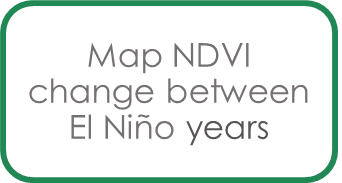 Map NDVI
change between
El Niño years